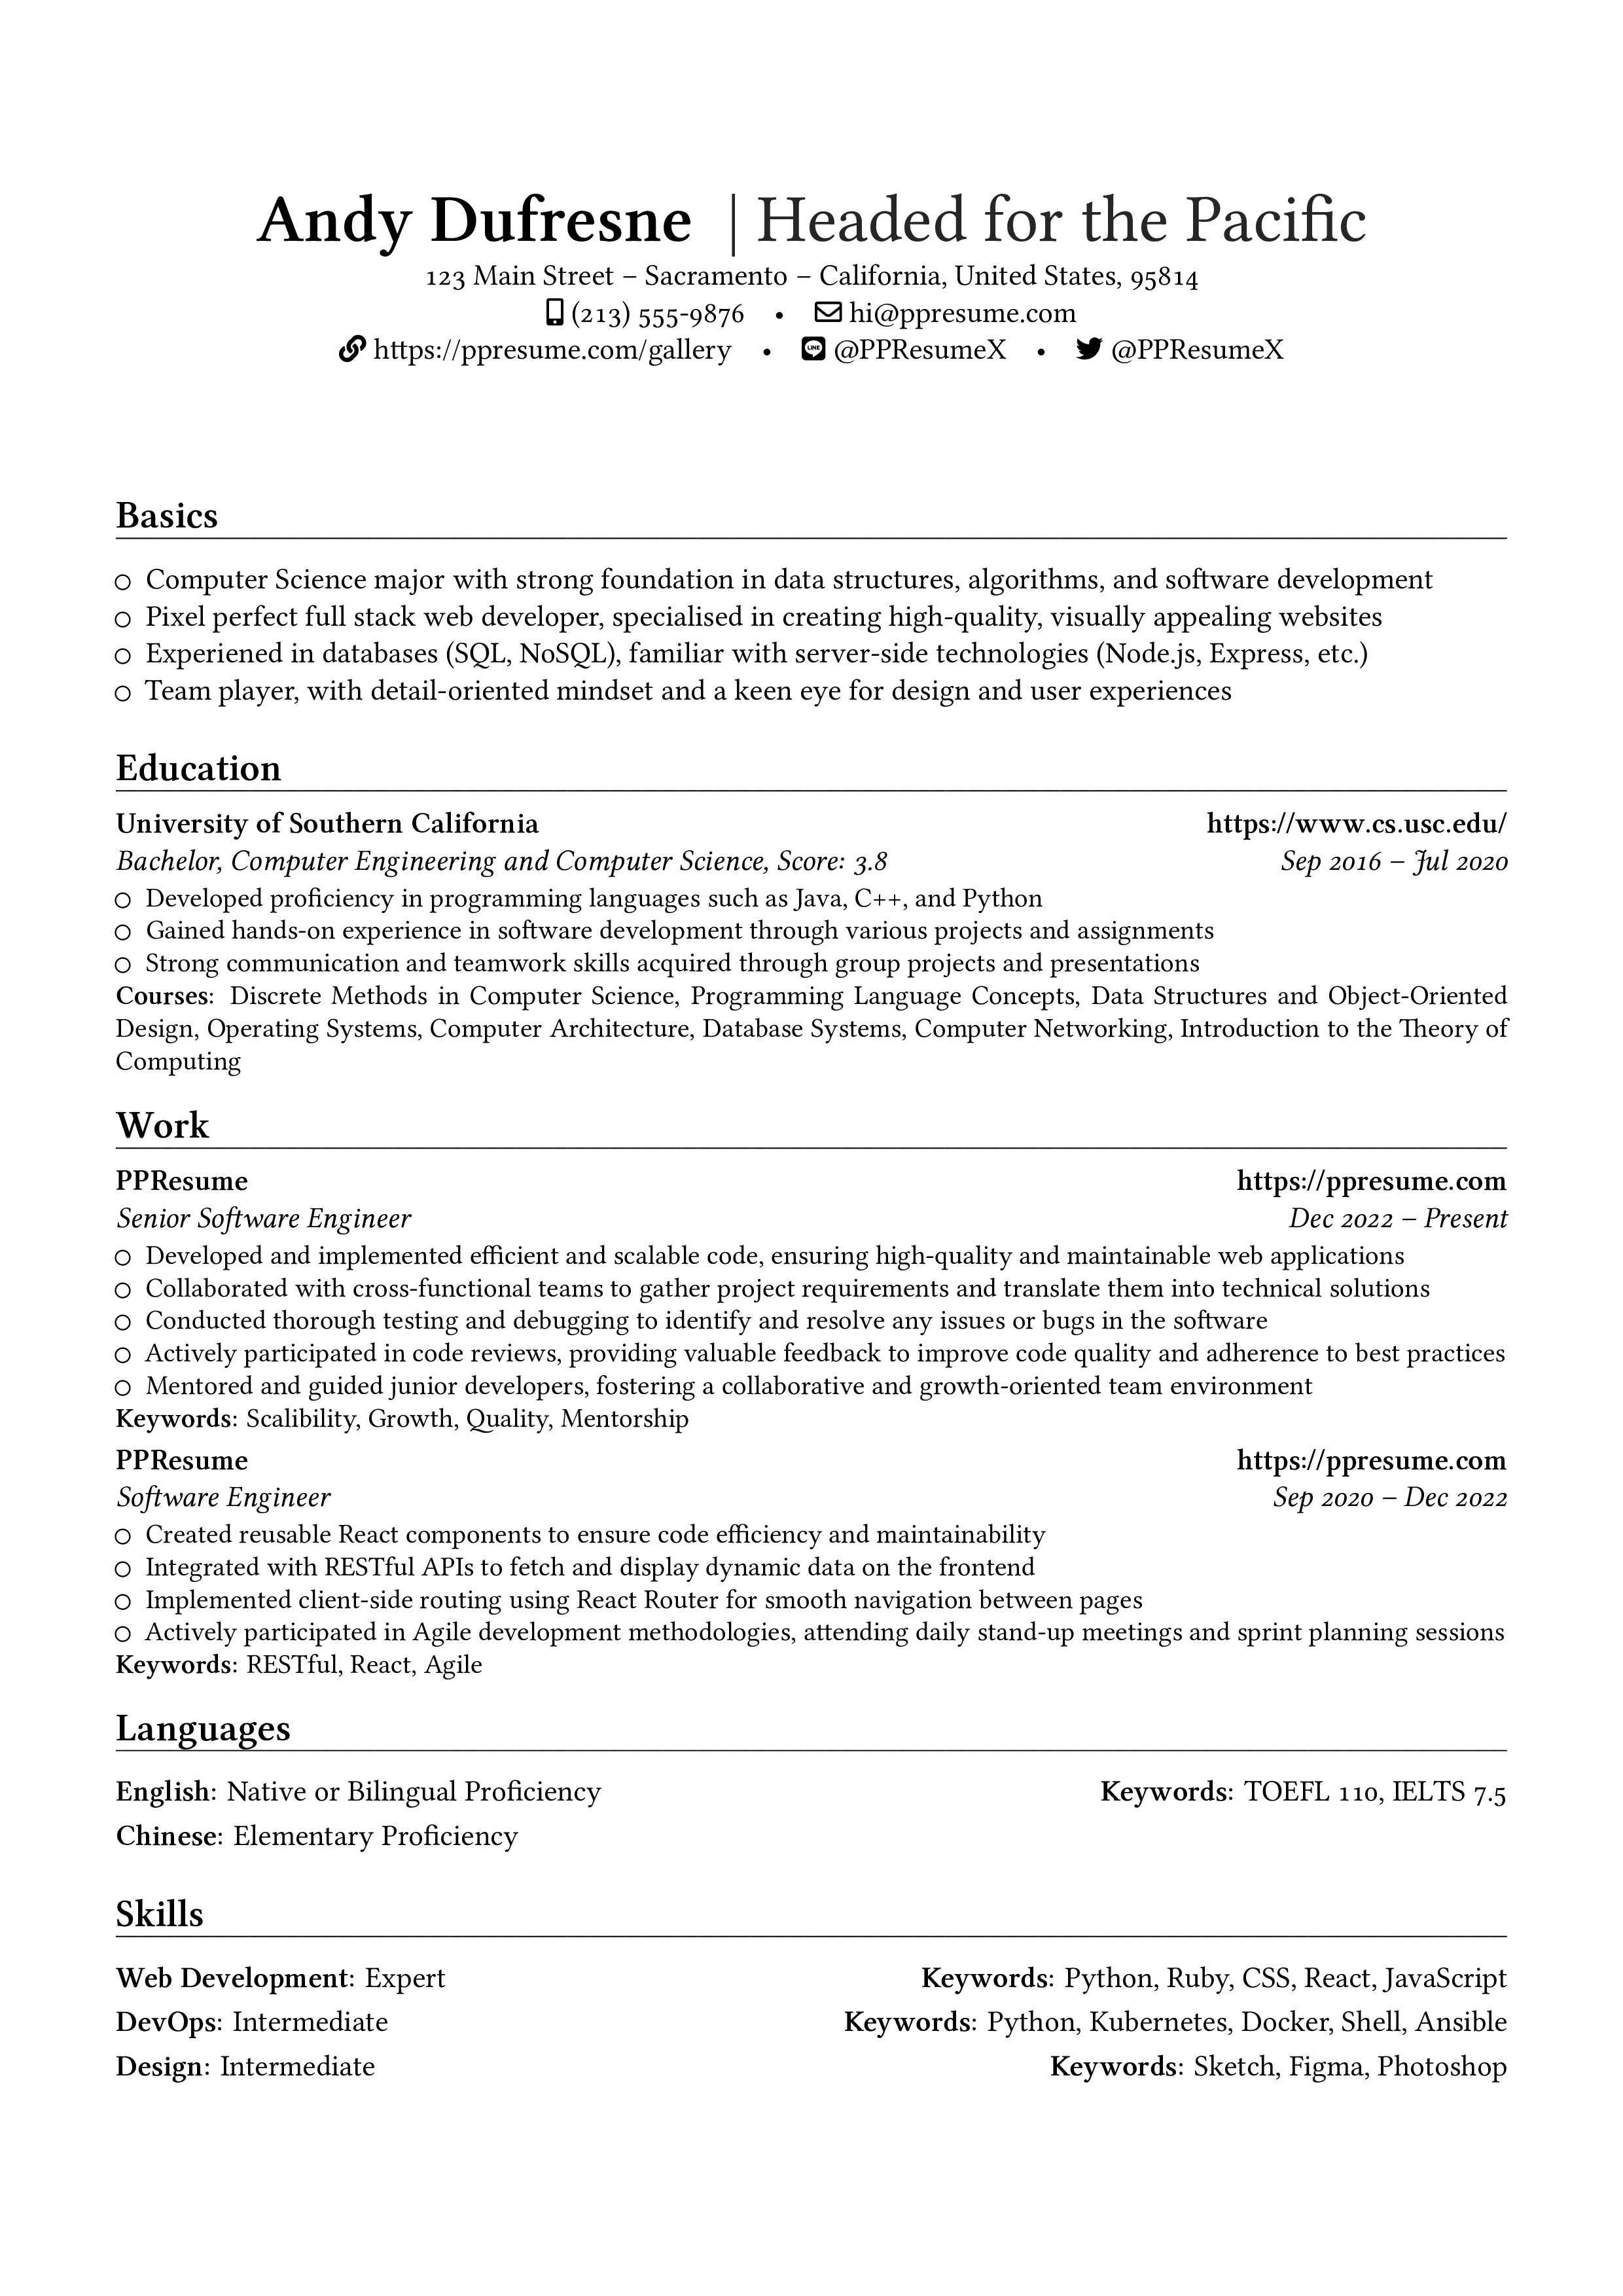 Andy Dufresne | Headed for the Pacific
123 Main Street – Sacramento – California, United States, 95814
(213) 555-9876 • hi@ppresume.com
https://ppresume.com/gallery • LINE @PPResumeX • @PPResumeX
Basics
○ Computer Science major with strong foundation in data structures, algorithms, and software development
○ Pixel perfect full stack web developer, specialised in creating high-quality, visually appealing websites
○ Experiened in databases (SQL, NoSQL), familiar with server-side technologies (Node.js, Express, etc.)
○ Team player, with detail-oriented mindset and a keen eye for design and user experiences
Education
University of Southern California https://www.cs.usc.edu/
Bachelor, Computer Engineering and Computer Science, Score: 3.8 Sep 2016 – Jul 2020
○ Developed proficiency in programming languages such as Java, C++, and Python
○ Gained hands-on experience in software development through various projects and assignments
○ Strong communication and teamwork skills acquired through group projects and presentations
Courses: Discrete Methods in Computer Science, Programming Language Concepts, Data Structures and Object-Oriented
Design, Operating Systems, Computer Architecture, Database Systems, Computer Networking, Introduction to the Theory of
Computing
Work
PPResume https://ppresume.com
Senior Software Engineer Dec 2022 – Present
○ Developed and implemented efficient and scalable code, ensuring high-quality and maintainable web applications
○ Collaborated with cross-functional teams to gather project requirements and translate them into technical solutions
○ Conducted thorough testing and debugging to identify and resolve any issues or bugs in the software
○ Actively participated in code reviews, providing valuable feedback to improve code quality and adherence to best practices
○ Mentored and guided junior developers, fostering a collaborative and growth-oriented team environment
Keywords: Scalibility, Growth, Quality, Mentorship
PPResume https://ppresume.com
Software Engineer Sep 2020 – Dec 2022
○ Created reusable React components to ensure code efficiency and maintainability
○ Integrated with RESTful APIs to fetch and display dynamic data on the frontend
○ Implemented client-side routing using React Router for smooth navigation between pages
○ Actively participated in Agile development methodologies, attending daily stand-up meetings and sprint planning sessions
Keywords: RESTful, React, Agile
Languages
English: Native or Bilingual Proficiency Keywords: TOEFL 110, IELTS 7.5
Chinese: Elementary Proficiency
Skills
Web Development: Expert Keywords: Python, Ruby, CSS, React, JavaScript
DevOps: Intermediate Keywords: Python, Kubernetes, Docker, Shell, Ansible
Design: Intermediate Keywords: Sketch, Figma, Photoshop